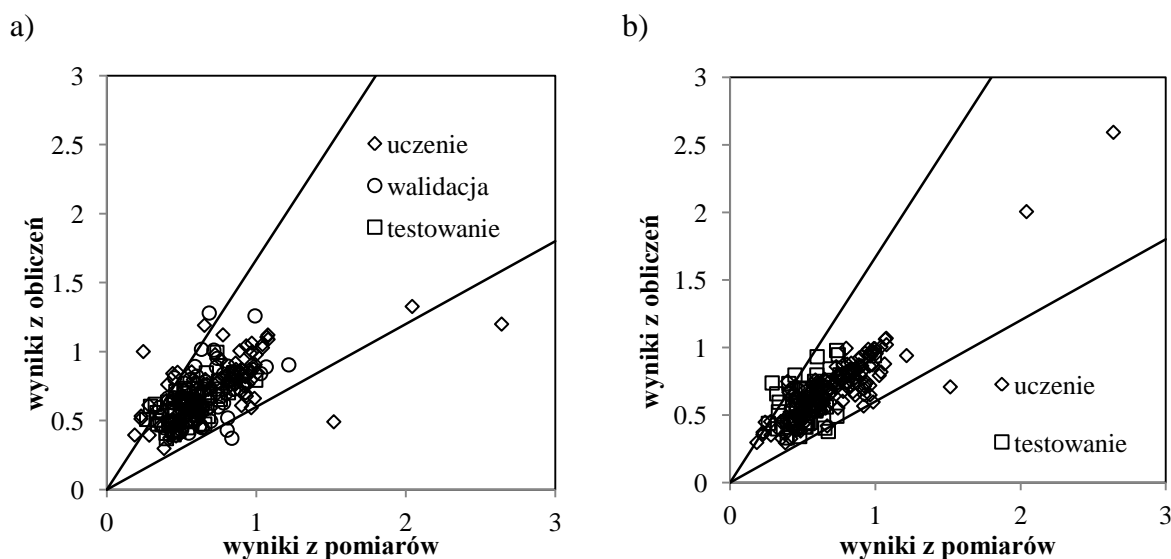 a)
3
2.5
2
1.5
1
0.5
0
0 1 2 3
wyniki z obliczeń
wyniki z pomiarów
uczenie
walidacja
testowanie
b)
3
2.5
2
1.5
1
0.5
0
0 1 2 3
wyniki z obliczeń
wyniki z pomiarów
uczenie
testowanie